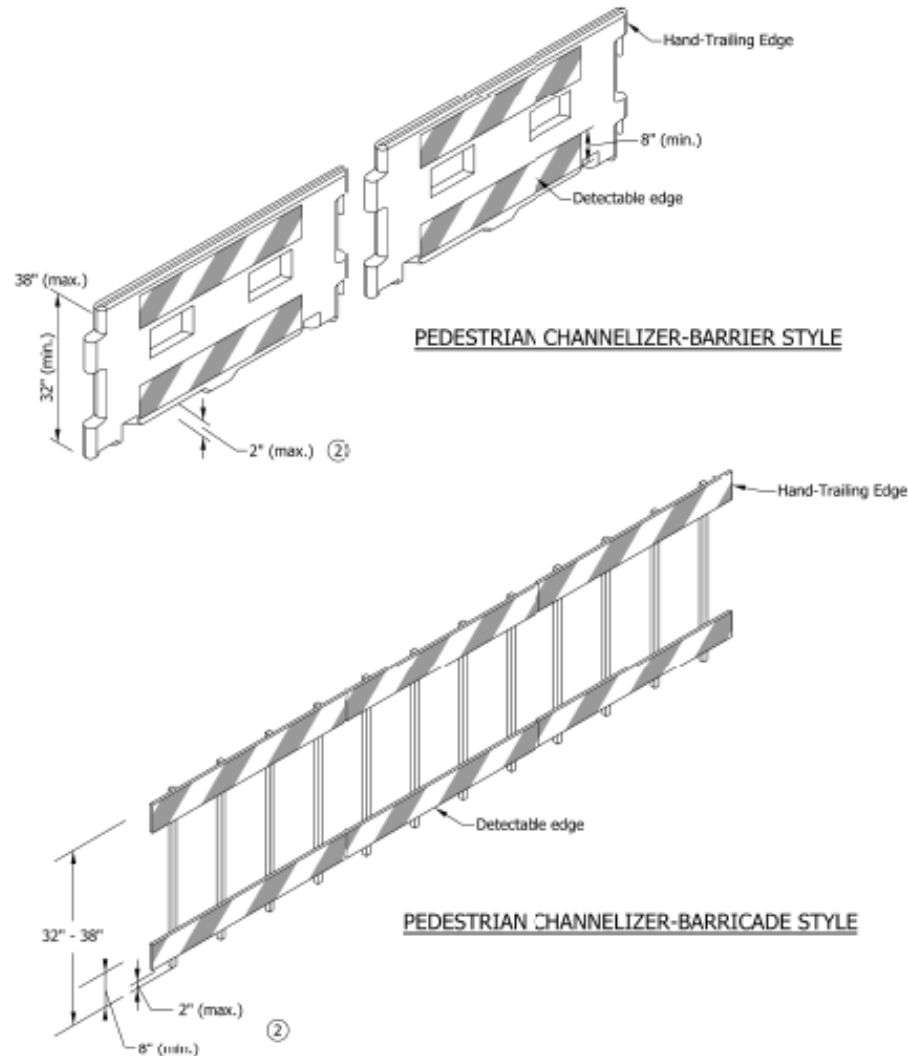 Hand-Trailing Edge
8" (min.)
Detectable edge
38" (max.)
32" (min.)
PEDESTRIAN CHANNELIZER-BARRIER STYLE
2" (max.) ②
Hand-Trailing Edge
Detectable edge
PEDESTRIAN CHANNELIZER-BARRICADE STYLE
32" - 38"
2" (max.)
②
8" (min.)